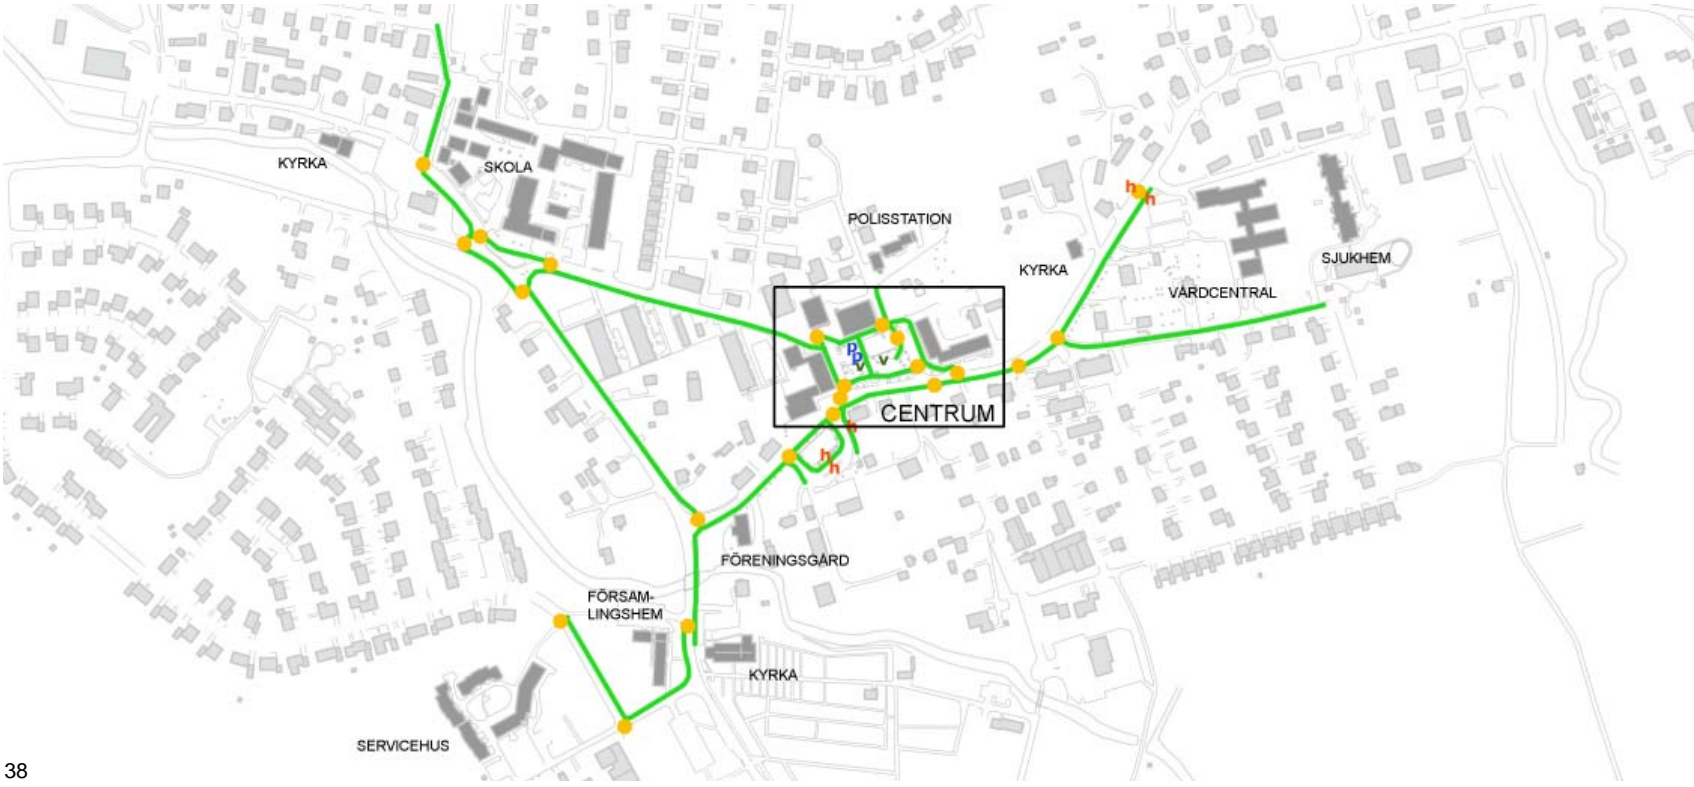 KYRKA
SKOLA
POLISSTATION
KYRKA
SJUKHEM
VÅRDCENTRAL
h
h
p
p
v
v
CENTRUM
h
h
h
FÖRENINGSGÅRD
FÖRSAM-
LINGSHEM
KYRKA
SERVICEHUS
38